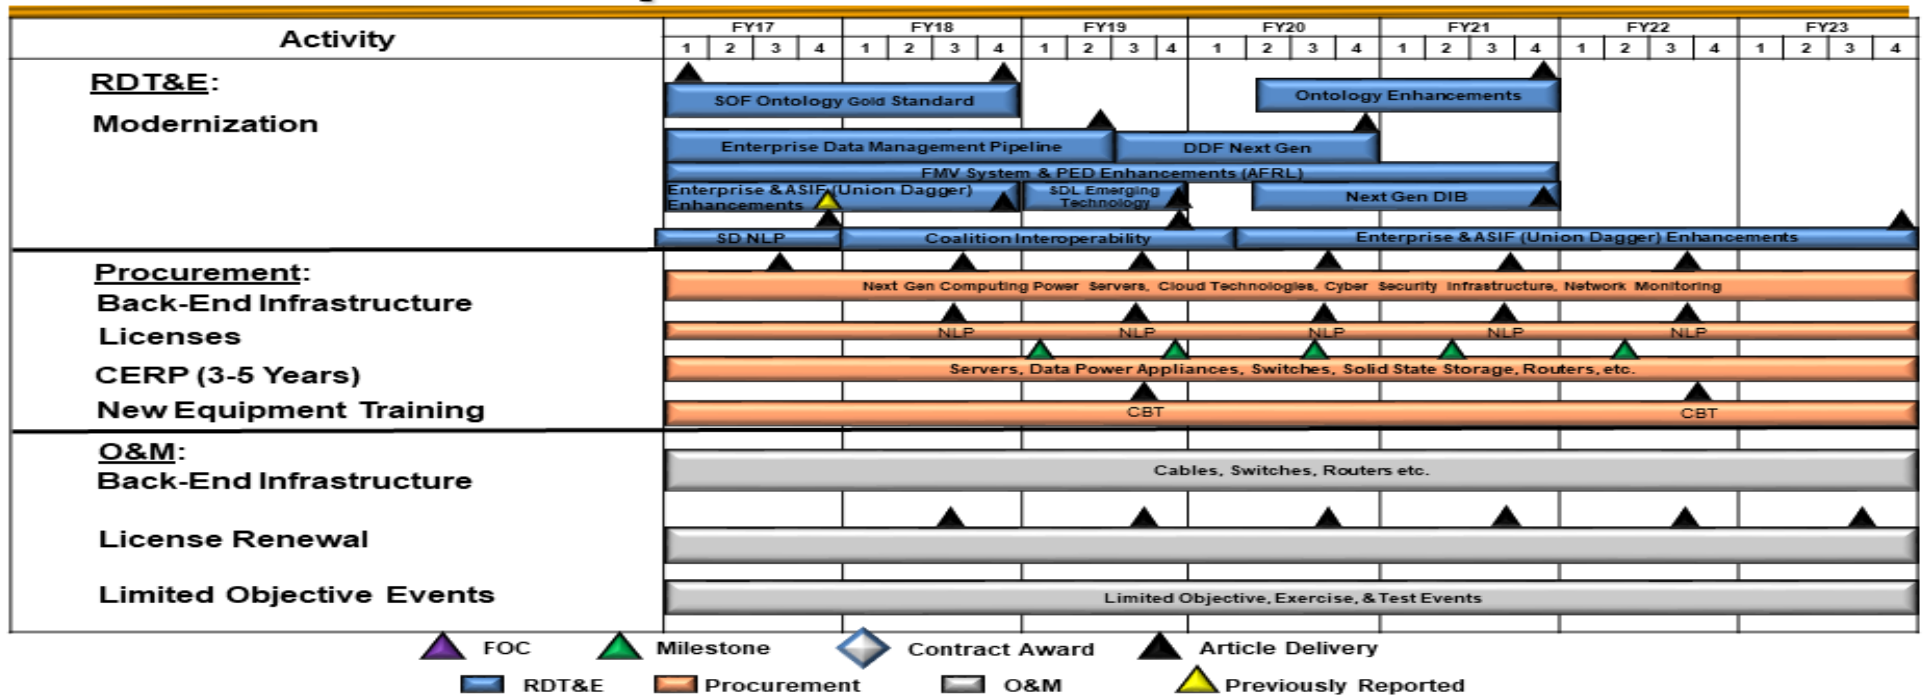 Activity
FY17 FY18 FY19 FY20 FY21 FY22 FY23
1 2 3 4 1 2 3 4 1 2 3 4 1 2 3 4 1 2 3 4 1 2 3 4 1 2 3 4
RDT&E:
SOF Ontology Gold Standard
Ontology Enhancements
Modernization
Enterprise Data Management Pipeline
DDF Next Gen
FMV System & PED Enhancements (AFRL)
Enterprise & ASIF (Union Dagger)
Enhancements
SDL Emerging
Technology
Next Gen DIB
SD NLP
Coalition Interoperability
Enterprise & ASIF (Union Dagger) Enhancements
Procurement:
Back-End Infrastructure
Next Gen Computing Power Servers, Cloud Technologies, Cyber Security Infrastructure, Network Monitoring
Licenses
NLP NLP NLP NLP NLP
CERP (3-5 Years)
Servers, Data Power Appliances, Switches, Solid State Storage, Routers, etc.
New Equipment Training
CBT CBT
O&M:
Back-End Infrastructure
Cables, Switches, Routers etc.
License Renewal
Limited Objective Events
Limited Objective, Exercise, & Test Events
FOC Milestone Contract Award Article Delivery
RDT&E Procurement O&M Previously Reported